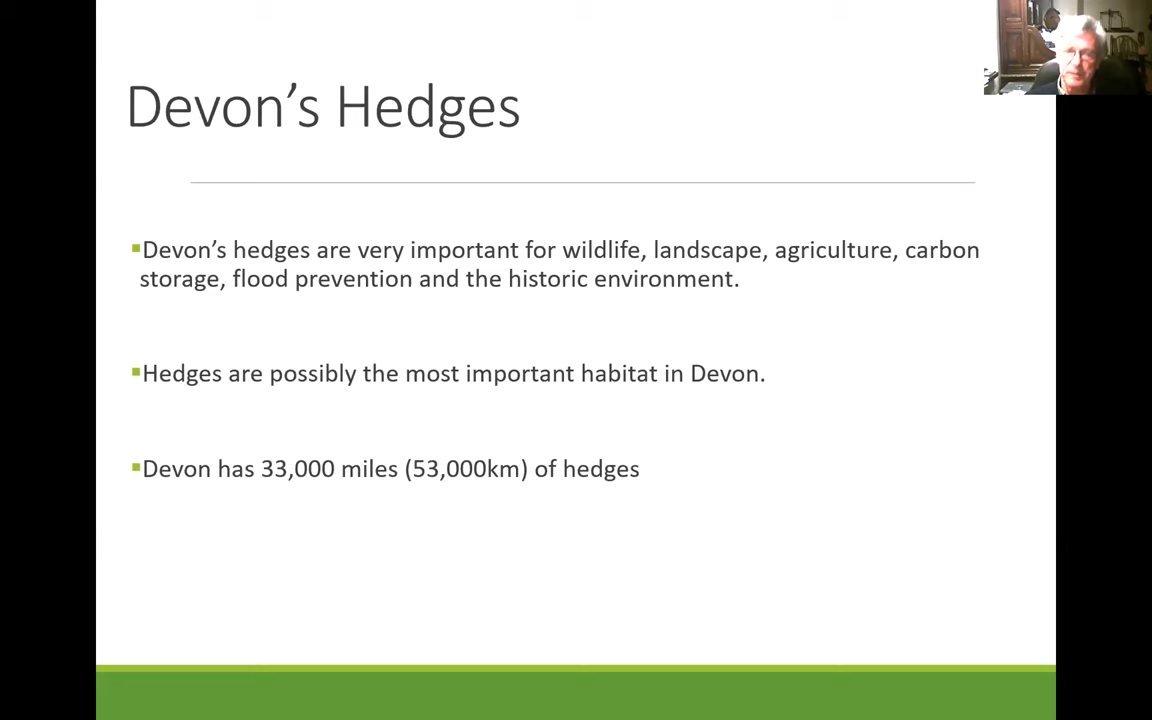 Devon’s Hedges
▪Devon’s hedges are very important for wildlife, landscape, agriculture, carbon
storage, flood prevention and the historic environment.
▪Hedges are possibly the most important habitat in Devon.
▪Devon has 33,000 miles (53,000km) of hedges